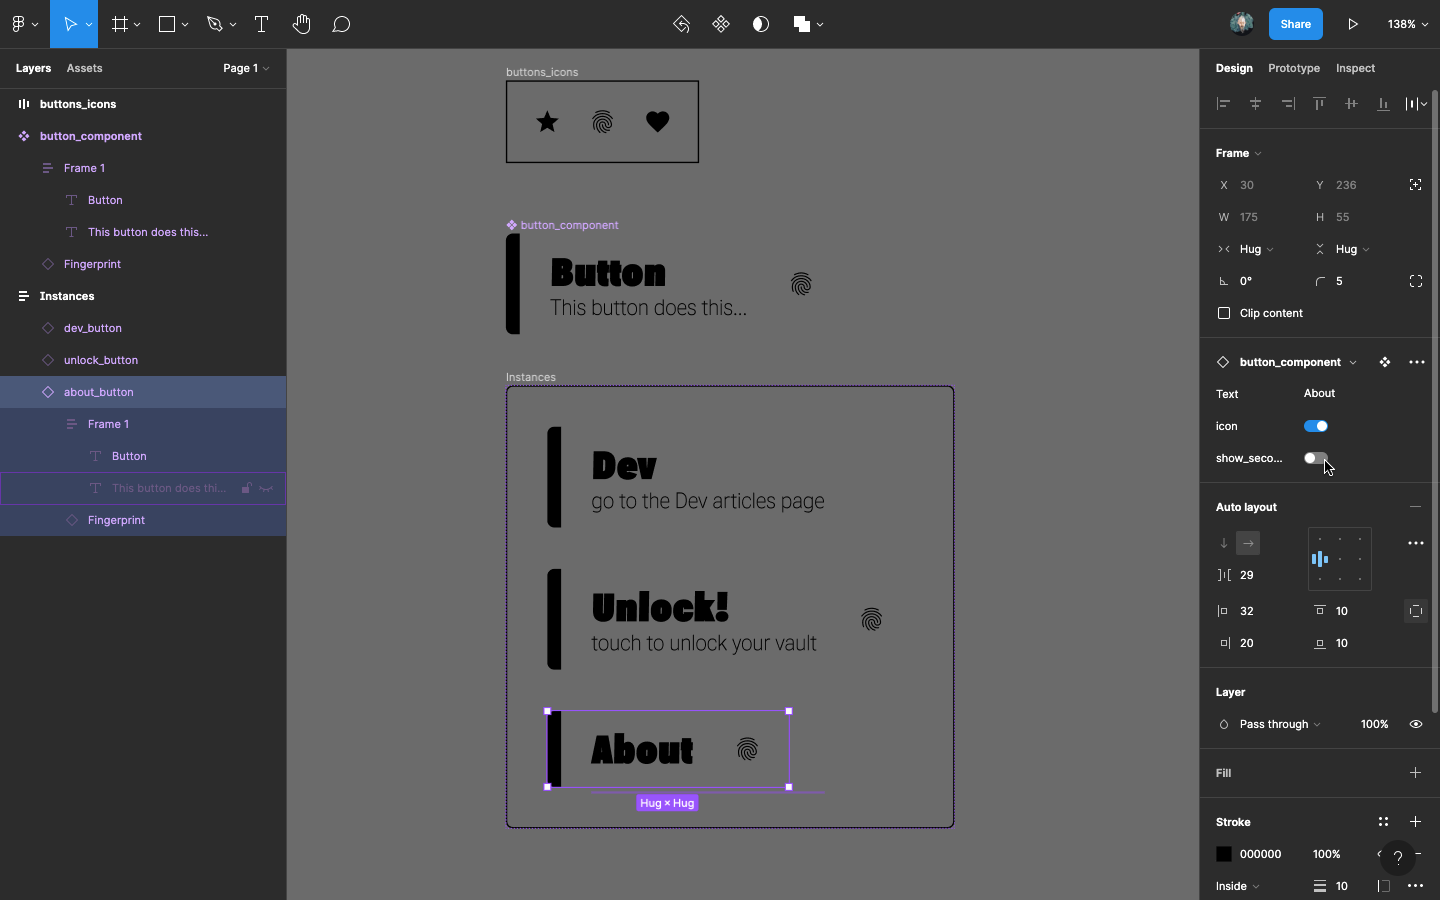 Share
138%
Layers
Assets
Page 1
buttons_icons
button_component
Frame 1
Button
This button does this...
Fingerprint
Instances
dev_button
unlock_button
about_button
Frame 1
Button
This button does thi...
Fingerprint
buttons_icons
button_component
Button
This button does this...
Instances
Dev
go to the Dev articles page
Unlock!
touch to unlock your vault
About
Hug × Hug
Design
Prototype
Inspect
Frame
X 30
Y 236
W 175
H 55
Hug
Hug
0°
5
Clip content
button_component
Text
About
icon
show_seco...
Auto layout
29
32
10
20
10
Layer
Pass through
100%
Fill
Stroke
000000
100%
?
Inside
10